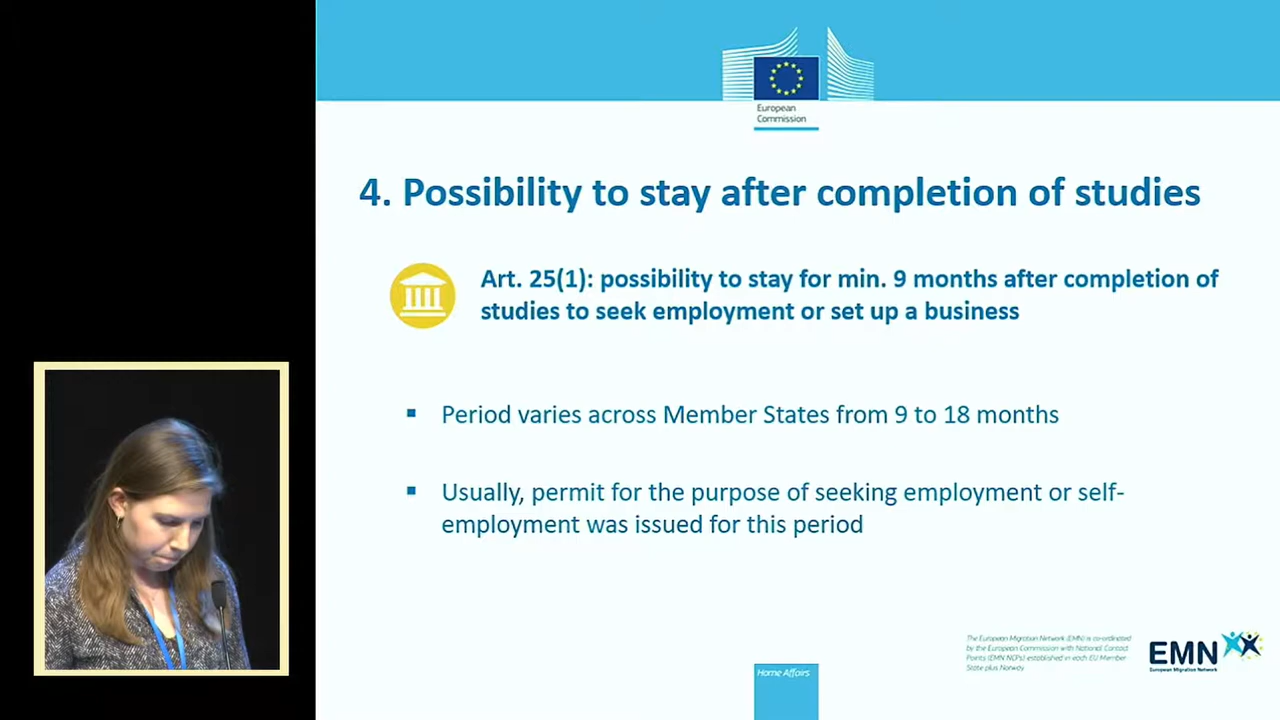 European
Commission
4. Possibility to stay after completion of studies
Art. 25(1): possibility to stay for min. 9 months after completion of
studies to seek employment or set up a business
▪ Period varies across Member States from 9 to 18 months
▪ Usually, permit for the purpose of seeking employment or self-
employment was issued for this period
The European Migration Network (EMN) is co-ordinated
by the European Commission with National Contact
Points (EMN NCPs) established in each EU Member
State plus Norway
EMN
European Migration Network
Home Affairs